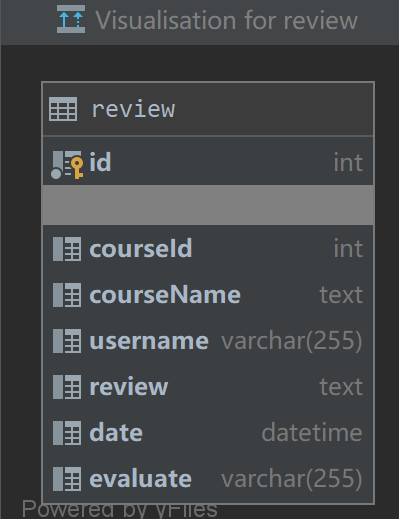 Visualisation for review
review
id int
courseId int
courseName text
username varchar(255)
review text
date datetime
evaluate varchar(255)
Powered by yFiles